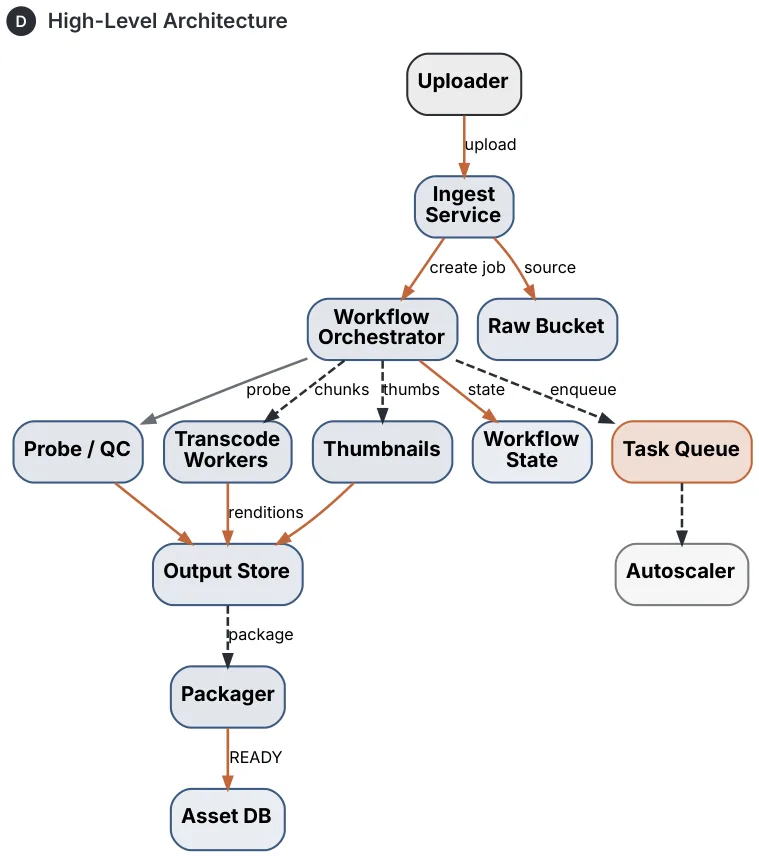 D High-Level Architecture
Uploader
upload
Ingest
Service
create job
source
Workflow
Orchestrator
Raw Bucket
probe
chunks
thumbs
state
enqueue
Probe / QC
Transcode
Workers
Thumbnails
Workflow
State
Task Queue
renditions
Output Store
Autoscaler
package
Packager
READY
Asset DB